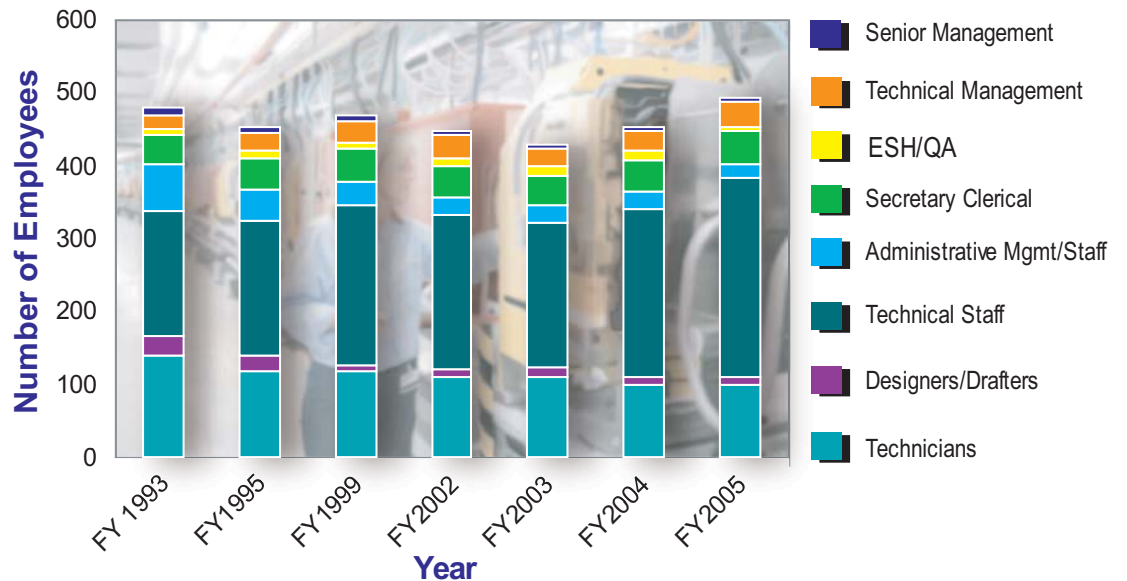 Number of Employees
600
500
400
300
200
100
0
FY 1993
FY1995
FY1999
FY2002
FY2003
FY2004
FY2005
Year
Senior Management
Technical Management
ESH/QA
Secretary Clerical
Administrative Mgmt/Staff
Technical Staff
Designers/Drafters
Technicians